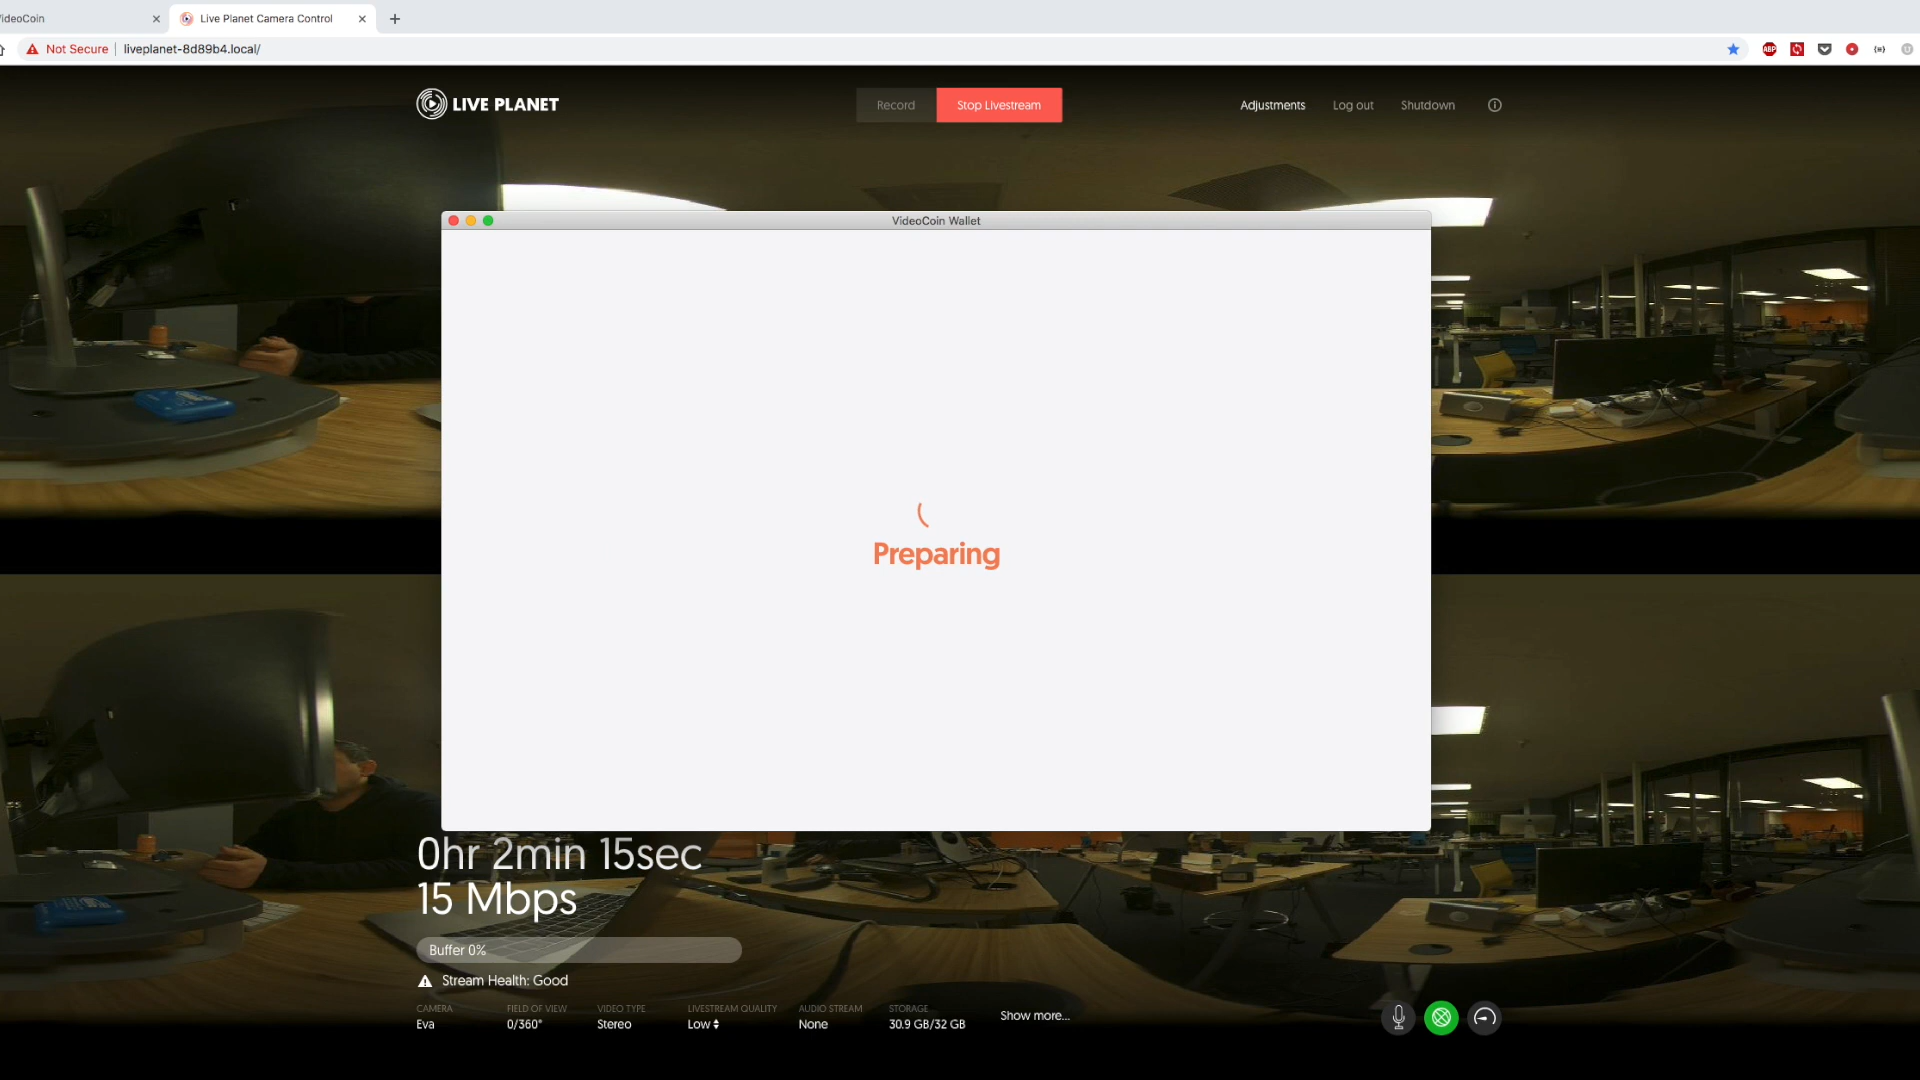 VideoCoin
Live Planet Camera Control
Not Secure
liveplanet-8d89b4.local/
ABP
LIVE PLANET
Record
Stop Livestream
Adjustments
Log out
Shutdown
VideoCoin Wallet
Preparing
0hr 2min 15sec
15 Mbps
Buffer 0%
Stream Health: Good
CAMERA
Eva
FIELD OF VIEW
0/360°
VIDEO TYPE
Stereo
LIVESTREAM QUALITY
Low
AUDIO STREAM
None
STORAGE
30.9 GB/32 GB
Show more...